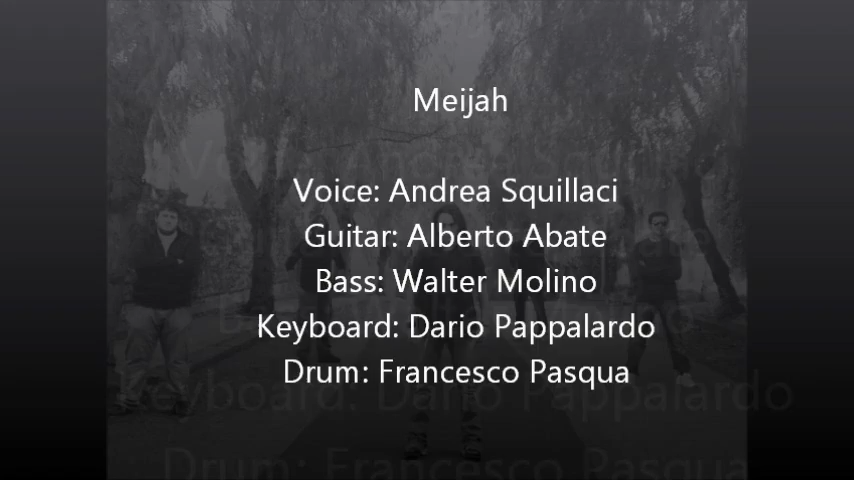 Meijah
Voice: Andrea Squillaci
Guitar: Alberto Abate
Bass: Walter Molino
Keyboard: Dario Pappalardo
Drum: Francesco Pasqua